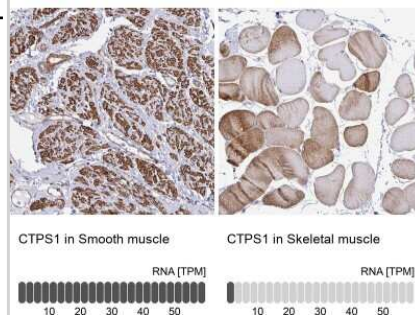 CTPS1 in Smooth muscle
CTPS1 in Skeletal muscle
RNA [TPM]
RNA [TPM]
10 20 30 40 50
10 20 30 40 50